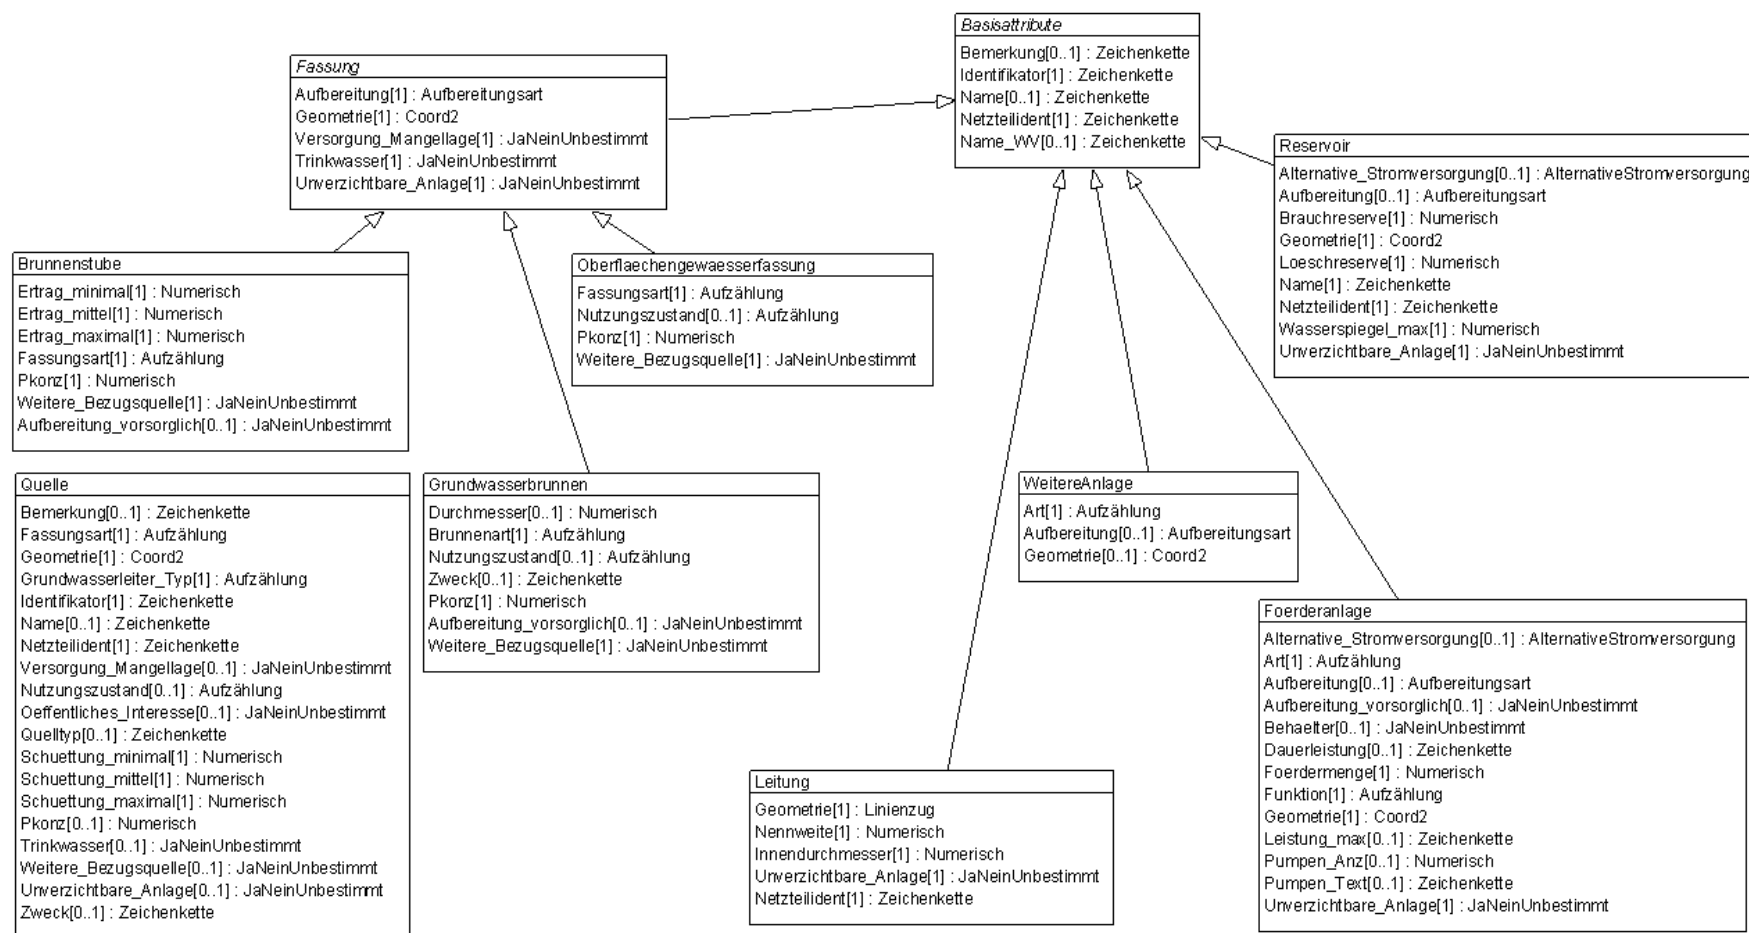 Basisattribute
Bemerkung[0..1] : Zeichenkette
Identifikator[1] : Zeichenkette
Name[0..1] : Zeichenkette
Netzteilident[1] : Zeichenkette
Name_WV[0..1] : Zeichenkette
Fassung
Aufbereitung[1] : Aufbereitungsart
Geometrie[1] : Coord2
Versorgung_Mangellage[1] : JaNeinUnbestimmt
Trinkwasser[1] : JaNeinUnbestimmt
Unverzichtbare_Anlage[1] : JaNeinUnbestimmt
Reservoir
Alternative_Stromversorgung[0..1] : AlternativeStromversorgung
Aufbereitung[0..1] : Aufbereitungsart
Brauchreserve[1] : Numerisch
Geometrie[1] : Coord2
Loeschreserve[1] : Numerisch
Name[1] : Zeichenkette
Netzteilident[1] : Zeichenkette
Wasserspiegel_max[1] : Numerisch
Unverzichtbare_Anlage[1] : JaNeinUnbestimmt
Brunnenstube
Ertrag_minimal[1] : Numerisch
Ertrag_mittel[1] : Numerisch
Ertrag_maximal[1] : Numerisch
Fassungsart[1] : Aufzählung
Pkonz[1] : Numerisch
Weitere_Bezugsquelle[1] : JaNeinUnbestimmt
Aufbereitung_vorsorglich[0..1] : JaNeinUnbestimmt
Oberflaechengewaesserfassung
Fassungsart[1] : Aufzählung
Nutzungszustand[0..1] : Aufzählung
Pkonz[1] : Numerisch
Weitere_Bezugsquelle[1] : JaNeinUnbestimmt
Quelle
Bemerkung[0..1] : Zeichenkette
Fassungsart[1] : Aufzählung
Geometrie[1] : Coord2
Grundwasserleiter_Typ[1] : Aufzählung
Identifikator[1] : Zeichenkette
Name[0..1] : Zeichenkette
Netzteilident[1] : Zeichenkette
Versorgung_Mangellage[0..1] : JaNeinUnbestimmt
Nutzungszustand[0..1] : Aufzählung
Oeffentliches_Interesse[0..1] : JaNeinUnbestimmt
Quelltyp[0..1] : Zeichenkette
Schuettung_minimal[1] : Numerisch
Schuettung_mittel[1] : Numerisch
Schuettung_maximal[1] : Numerisch
Pkonz[0..1] : Numerisch
Trinkwasser[0..1] : JaNeinUnbestimmt
Weitere_Bezugsquelle[0..1] : JaNeinUnbestimmt
Unverzichtbare_Anlage[0..1] : JaNeinUnbestimmt
Zweck[0..1] : Zeichenkette
Grundwasserbrunnen
Durchmesser[0..1] : Numerisch
Brunnenart[1] : Aufzählung
Nutzungszustand[0..1] : Aufzählung
Zweck[0..1] : Zeichenkette
Pkonz[1] : Numerisch
Aufbereitung_vorsorglich[0..1] : JaNeinUnbestimmt
Weitere_Bezugsquelle[1] : JaNeinUnbestimmt
WeitereAnlage
Art[1] : Aufzählung
Aufbereitung[0..1] : Aufbereitungsart
Geometrie[0..1] : Coord2
Foerderanlage
Alternative_Stromversorgung[0..1] : AlternativeStromversorgung
Art[1] : Aufzählung
Aufbereitung[0..1] : Aufbereitungsart
Aufbereitung_vorsorglich[0..1] : JaNeinUnbestimmt
Behaelter[0..1] : JaNeinUnbestimmt
Dauerleistung[0..1] : Zeichenkette
Foerdermenge[1] : Numerisch
Funktion[1] : Aufzählung
Geometrie[1] : Coord2
Leistung_max[0..1] : Zeichenkette
Pumpen_Anz[0..1] : Numerisch
Pumpen_Text[0..1] : Zeichenkette
Unverzichtbare_Anlage[1] : JaNeinUnbestimmt
Leitung
Geometrie[1] : Linienzug
Nennweite[1] : Numerisch
Innendurchmesser[1] : Numerisch
Unverzichtbare_Anlage[1] : JaNeinUnbestimmt
Netzteilident[1] : Zeichenkette